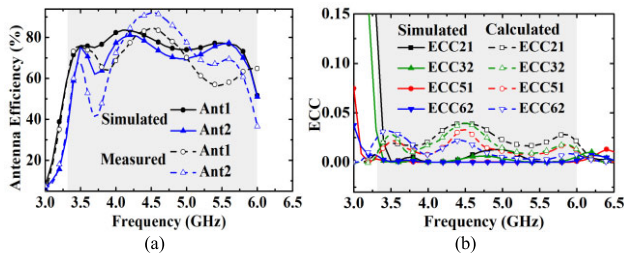 Antenna Efficiency (%)
80
60
40
20
Simulated
Ant1
Ant2
Measured
Ant1
Ant2
3.0 3.5 4.0 4.5 5.0 5.5 6.0 6.5
Frequency (GHz)
(a)
ECC
0.15
0.10
0.05
0.00
Simulated Calculated
ECC21 ECC21
ECC32 ECC32
ECC51 ECC51
ECC62 ECC62
3.0 3.5 4.0 4.5 5.0 5.5 6.0 6.5
Frequency (GHz)
(b)